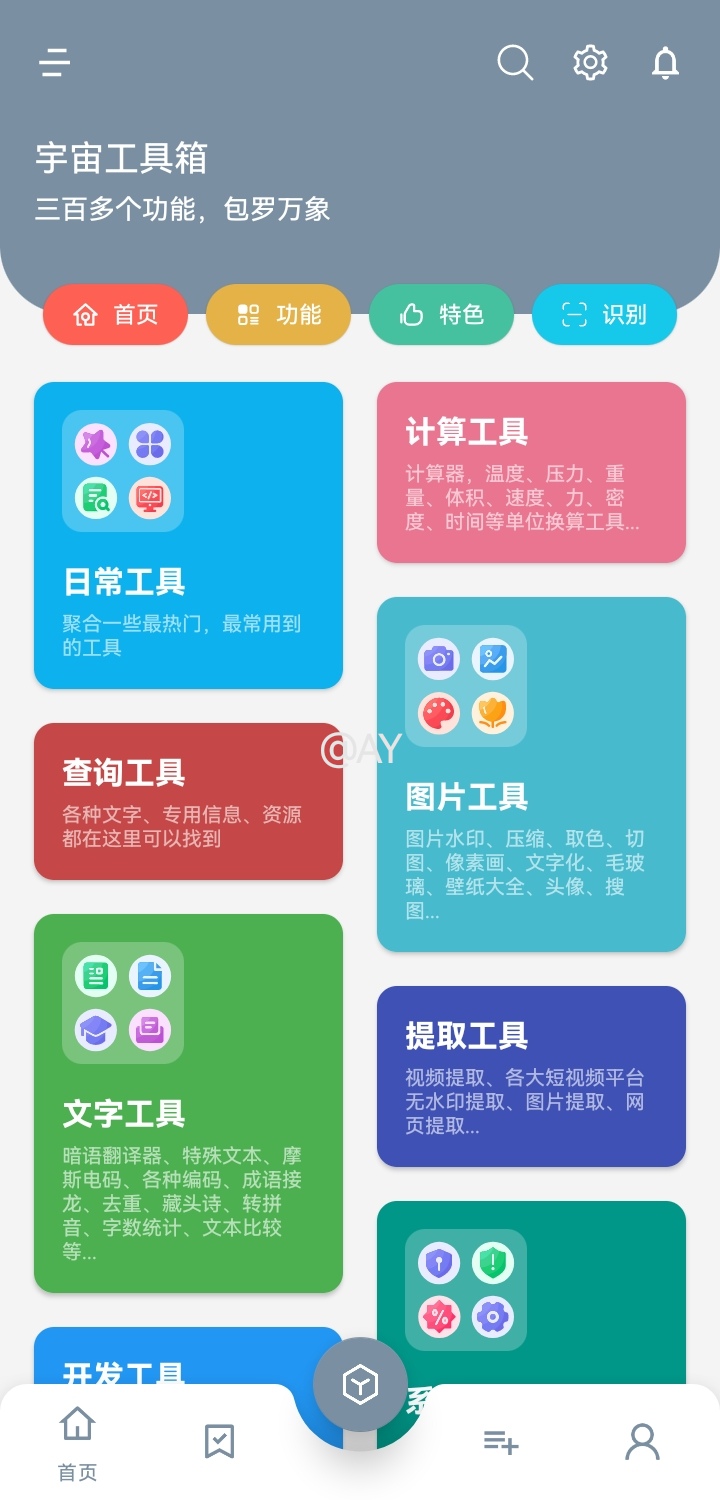 宇宙工具箱
三百多个功能，包罗万象
首页
功能
特色
识别
日常工具
聚合一些最热门，最常用到
的工具
计算工具
计算器，温度、压力、重
量、体积、速度、力、密
度、时间等单位换算工具...
查询工具
各种文字、专用信息、资源
都在这里可以找到
@AY
图片工具
图片水印、压缩、取色、切
图、像素画、文字化、毛玻
璃、壁纸大全、头像、搜
图...
文字工具
暗语翻译器、特殊文本、摩
斯电码、各种编码、成语接
龙、去重、藏头诗、转拼
音、字数统计、文本比较
等...
提取工具
视频提取、各大短视频平台
无水印提取、图片提取、网
页提取...
开发工具
系
首页